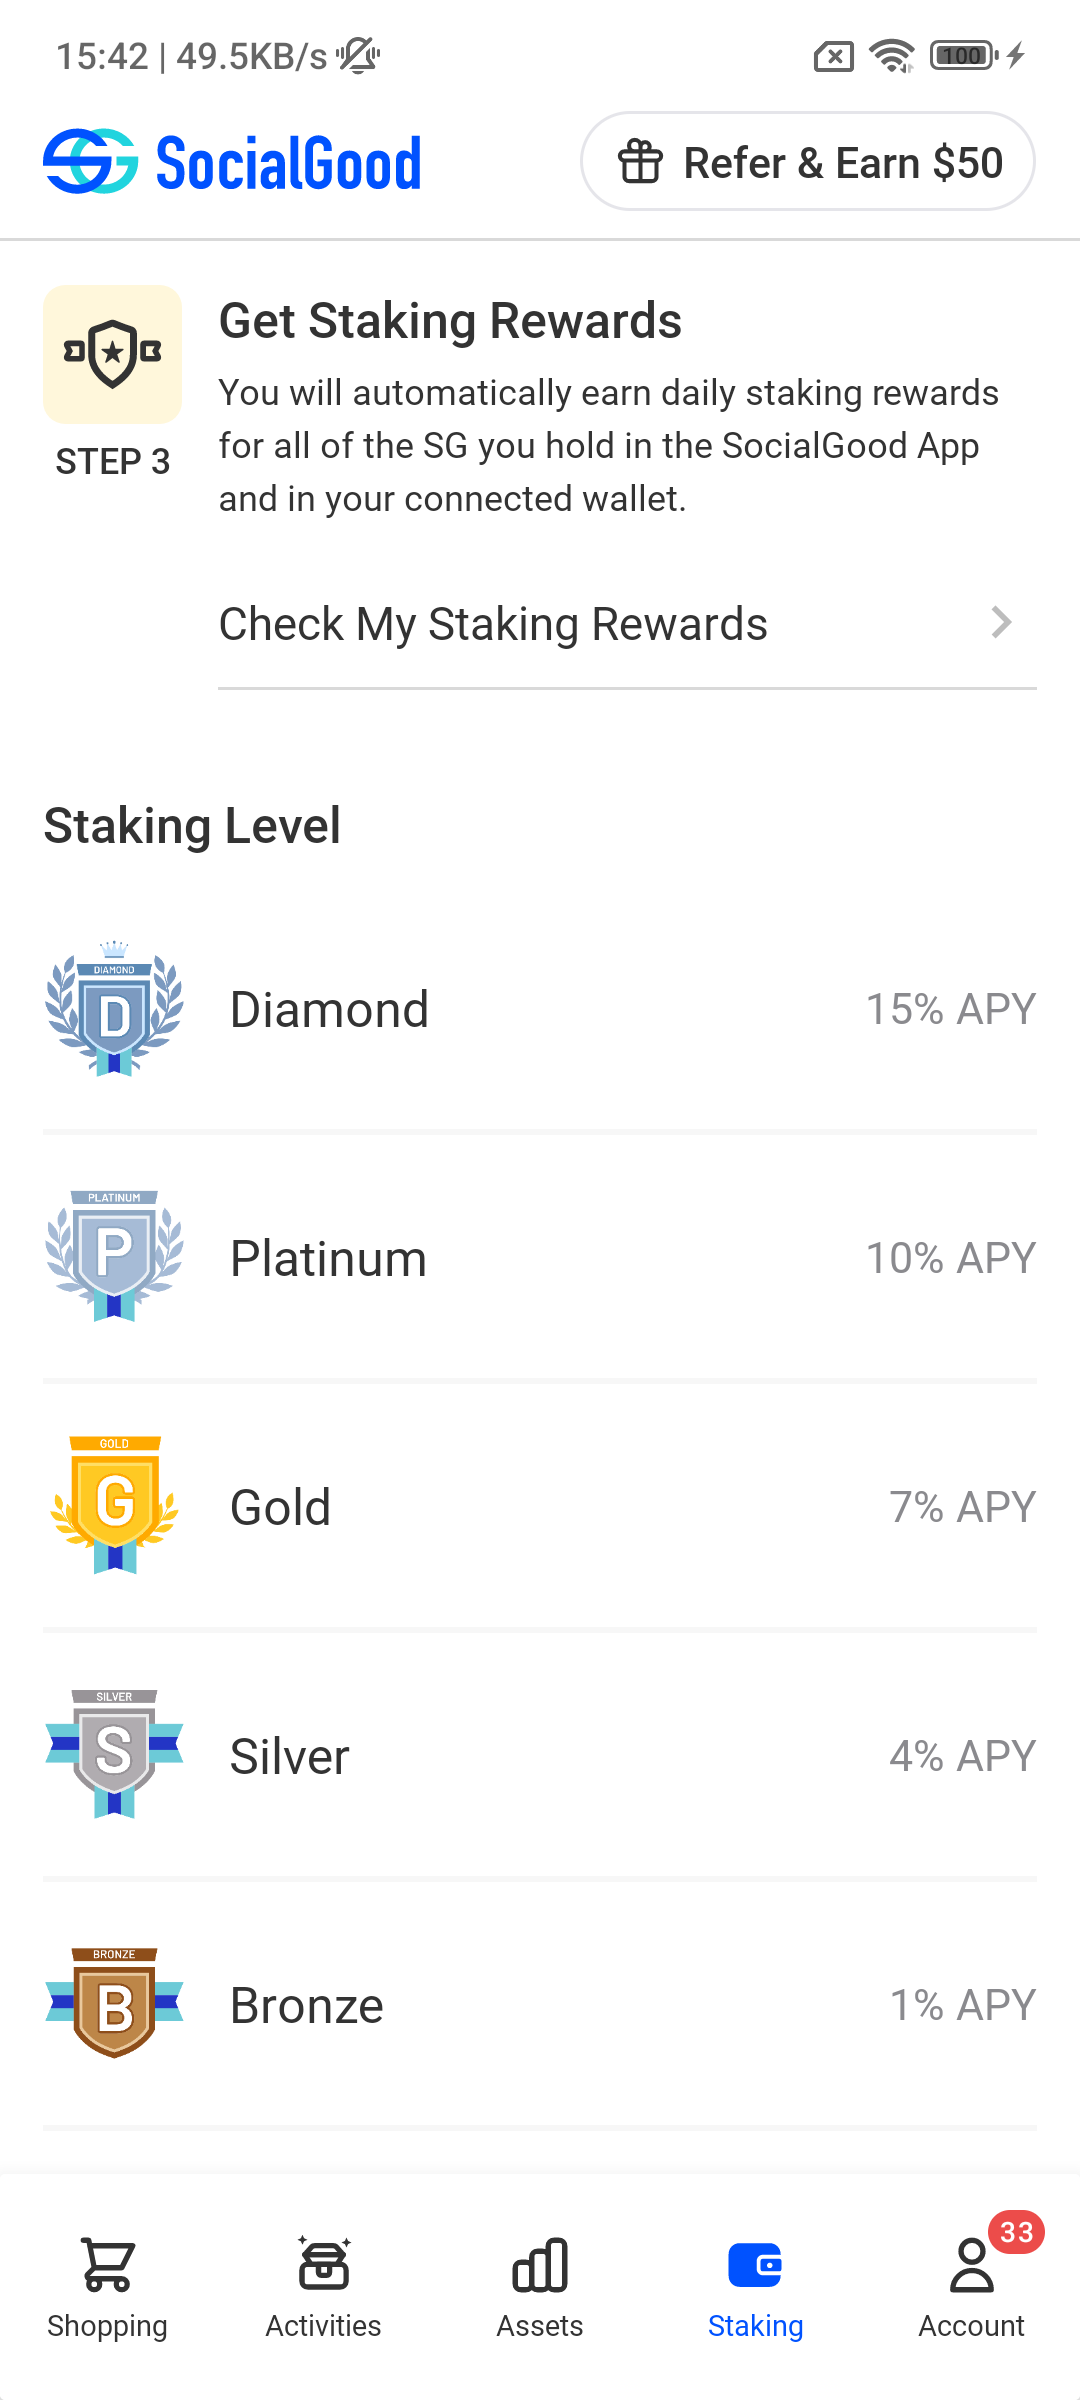 15:42 | 49.5KB/s
100
SocialGood
Refer & Earn $50
Get Staking Rewards
You will automatically earn daily staking rewards
for all of the SG you hold in the SocialGood App
and in your connected wallet.
STEP 3
Check My Staking Rewards
Staking Level
DIAMOND
D
Diamond
15% APY
PLATINUM
P
Platinum
10% APY
GOLD
G
Gold
7% APY
SILVER
S
Silver
4% APY
BRONZE
B
Bronze
1% APY
33
Shopping
Activities
Assets
Staking
Account